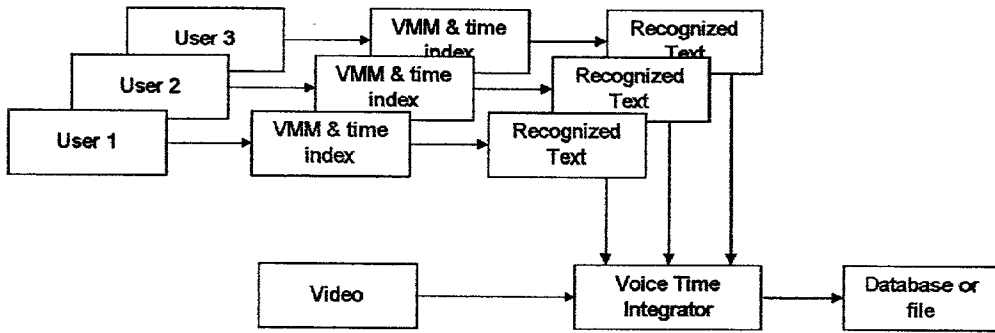 User 3
VMM & time
index
Recognized
Text
User 2
VMM & time
index
Recognized
Text
User 1
VMM & time
index
Recognized
Text
Video
Voice Time
Integrator
Database or
file